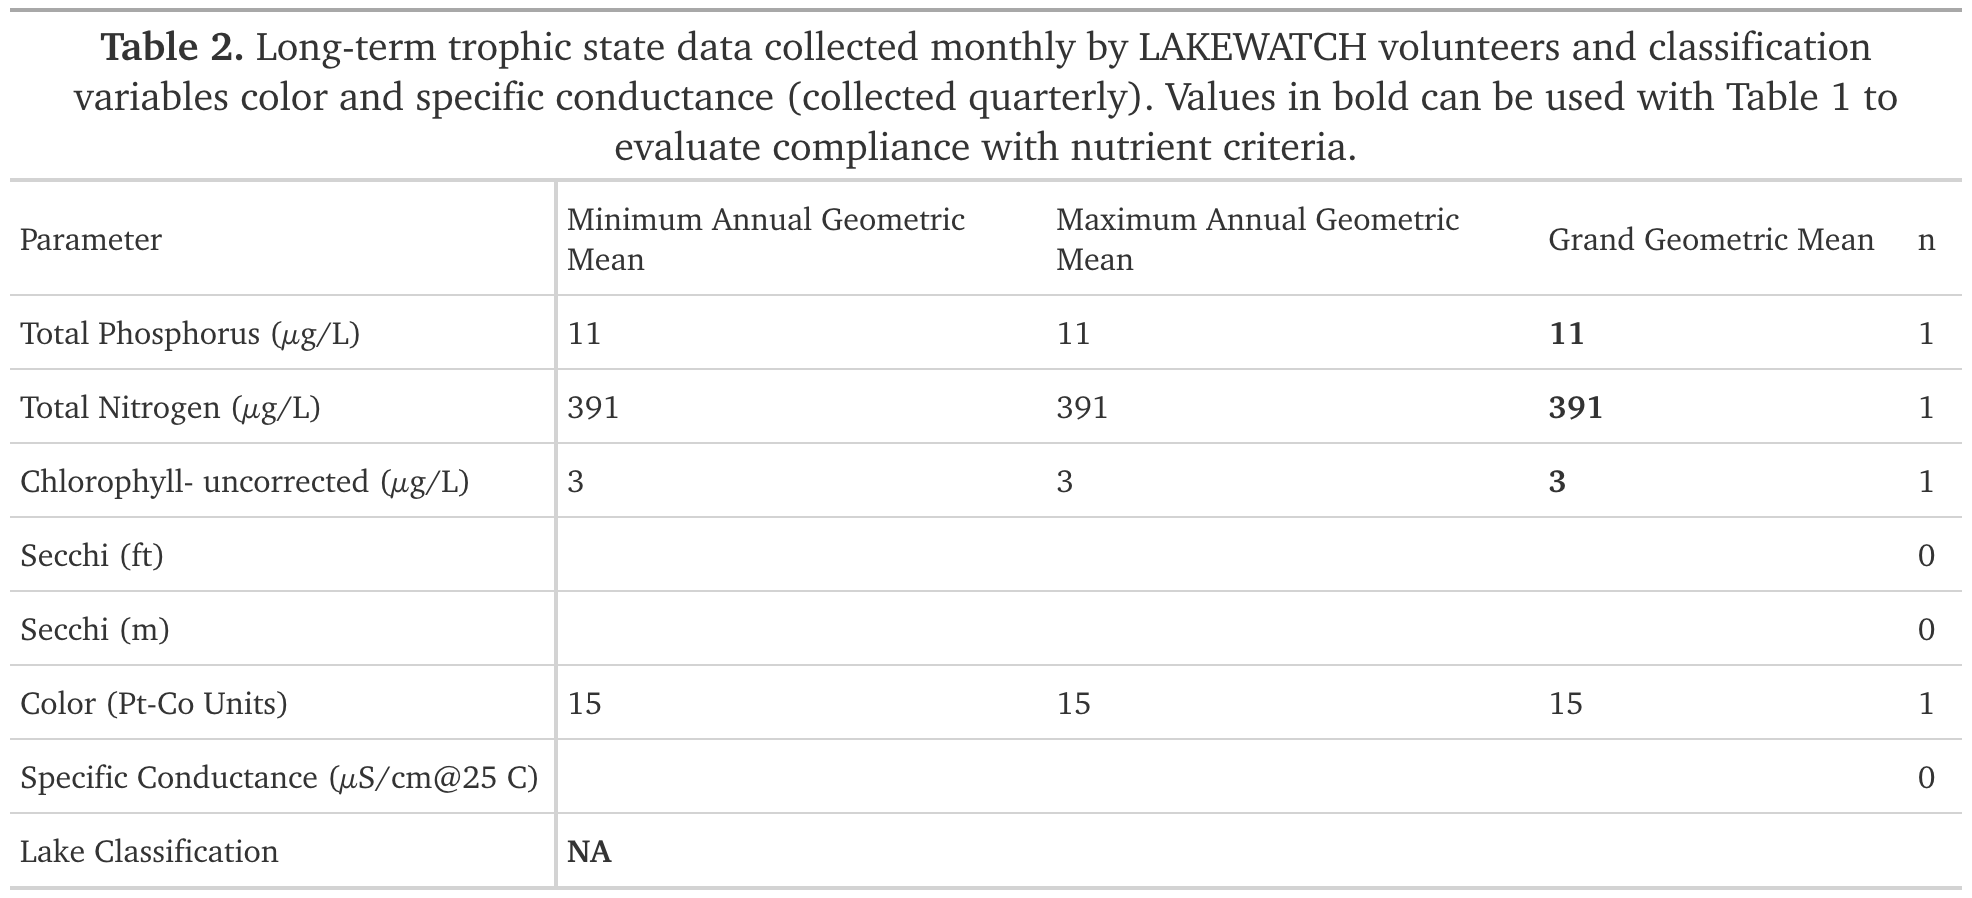 Table 2. Long-term trophic state data collected monthly by LAKEWATCH volunteers and classification
variables color and specific conductance (collected quarterly). Values in bold can be used with Table 1 to
evaluate compliance with nutrient criteria.
Parameter Minimum Annual Geometric Mean Maximum Annual Geometric Mean Grand Geometric Mean n
Total Phosphorus (µg/L) 11 11 11 1
Total Nitrogen (µg/L) 391 391 391 1
Chlorophyll- uncorrected (µg/L) 3 3 3 1
Secchi (ft) 0
Secchi (m) 0
Color (Pt-Co Units) 15 15 15 1
Specific Conductance (µS/cm@25 C) 0
Lake Classification NA